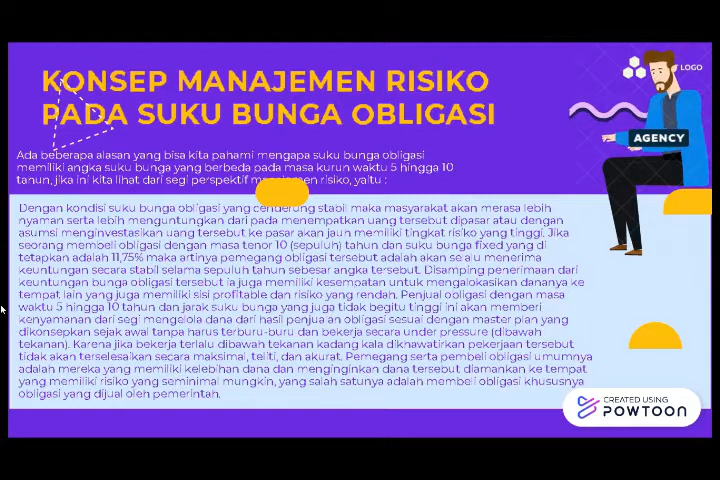 KONSEP MANAJEMEN RISIKO
PADA SUKU BUNGA OBLIGASI
LOGO
AGENCY
Ada beberapa alasan yang bisa kita pahami mengapa suku bunga obligasi
memiliki angka suku bunga yang berbeda pada masa kurun waktu 5 hingga 10
tahun, jika ini kita lihat dari segi perspektif manajemen risiko, yaitu :
Dengan kondisi suku bunga obligasi yang cenderung stabil maka masyarakat akan merasa lebih
nyaman serta lebih menguntungkan dari pada menempatkan uang tersebut dipasar atau dengan
asumsi menginvestasikan uang tersebut ke pasar akan jauh memiliki tingkat risiko yang tinggi. Jika
seorang membeli obligasi dengan masa tenor 10 (sepuluh) tahun dan suku bunga fixed yang di
tetapkan adalah 11,75% maka artinya pemegang obligasi tersebut adalah akan selalu menerima
keuntungan secara stabil selama sepuluh tahun sebesar angka tersebut. Disamping penerimaan dari
keuntungan bunga obligasi tersebut ia juga memiliki kesempatan untuk mengalokasikan dananya ke
tempat lain yang juga memiliki sisi profitable dan risiko yang rendah. Penjual obligasi dengan masa
waktu 5 hingga 10 tahun dan jarak suku bunga yang juga tidak begitu tinggi ini akan memberi
kenyamanan dari segi mengelola dana dari hasil penjualan obligasi sesuai dengan master plan yang
dikonsepkan sejak awal tanpa harus terburu-buru dan bekerja secara under pressure (dibawah
tekanan). Karena jika bekerja terlalu dibawah tekanan kadang kala dikhawatirkan pekerjaan tersebut
tidak akan terselesaikan secara maksimal, teliti, dan akurat. Pemegang serta pembeli obligasi umumnya
adalah mereka yang memiliki kelebihan dana dan menginginkan dana tersebut diamankan ke tempat
yang memiliki risiko yang seminimal mungkin, yang salah satunya adalah membeli obligasi khususnya
obligasi yang dijual oleh pemerintah.
CREATED USING
POWTOON